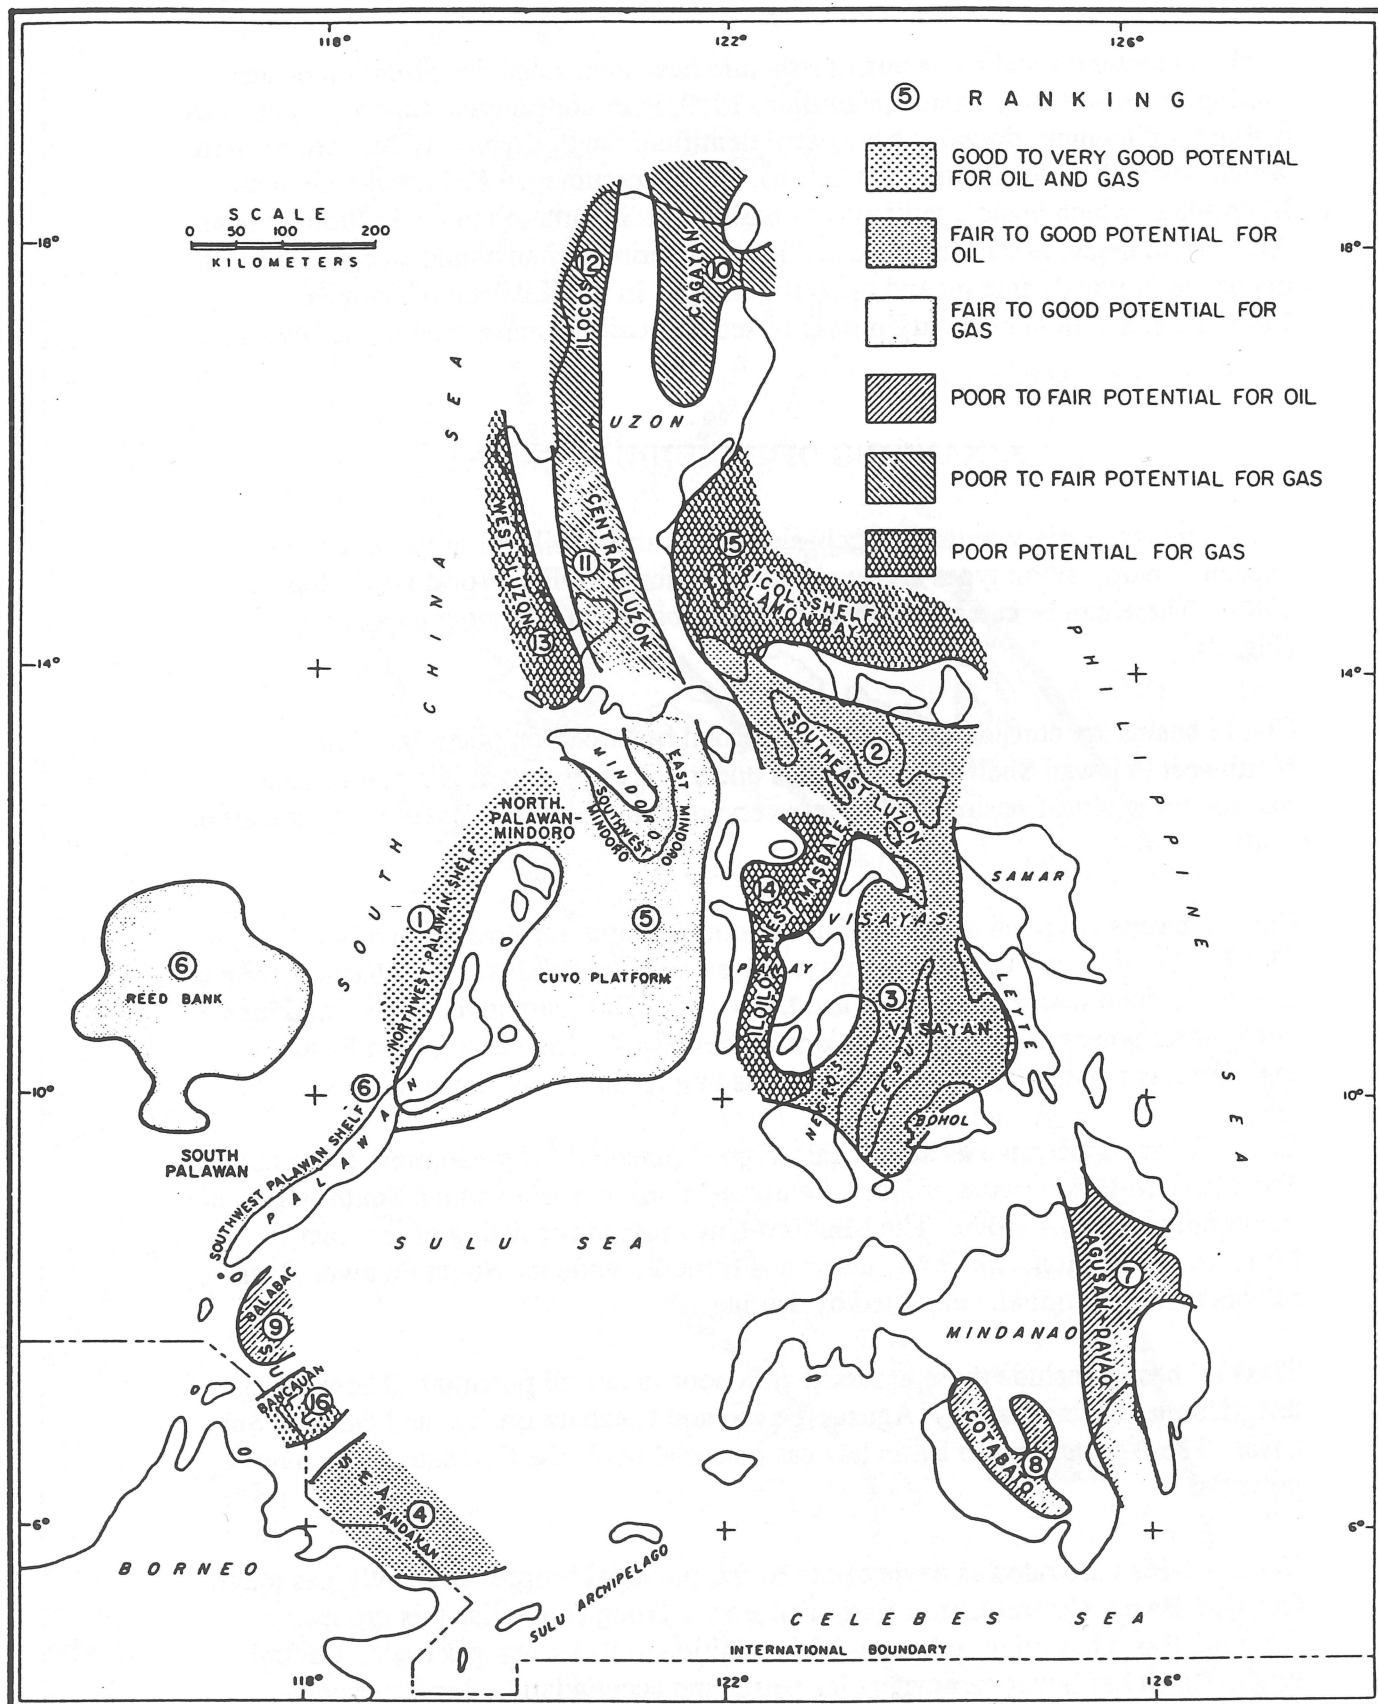 118°
122°
126°
⑤ RANKING
GOOD TO VERY GOOD POTENTIAL
FOR OIL AND GAS
FAIR TO GOOD POTENTIAL FOR
OIL
FAIR TO GOOD POTENTIAL FOR
GAS
POOR TO FAIR POTENTIAL FOR OIL
POOR TO FAIR POTENTIAL FOR GAS
POOR POTENTIAL FOR GAS
SCALE
0 50 100 200
KILOMETERS
18°
18°
ILOCOS
⑫
CAGAYAN
⑩
UZON
SOUTH CHINA SEA
WEST LUZON
⑬
CENTRAL LUZON
⑪
⑮
BICOL SHELF
LAMON BAY
14°
14°
PHILIPPINE SEA
SOUTHEAST LUZON
②
MINDORO
EAST MINDORO
SOUTHWEST
MINDORO
NORTH
PALAWAN-
MINDORO
NORTHWEST PALAWAN SHELF
①
⑤
CUYO PLATFORM
⑥
REED BANK
ILOILO-WEST MASBATE
⑭
VISAYAS
PANAY
SAMAR
LEYTE
③
VISAYAN
CEBU
NEGROS
BOHOL
10°
10°
⑥
SOUTHWEST PALAWAN SHELF
PALAWAN
SOUTH
PALAWAN
SULU SEA
BALABAC
⑨
SULU SEA
BANCAUAN
⑯
④
SANDAKAN
AGUSAN-DAVAO
⑦
MINDANAO
COTABATO
⑧
6°
6°
BORNEO
SULU ARCHIPELAGO
CELEBES SEA
INTERNATIONAL BOUNDARY
118°
122°
126°